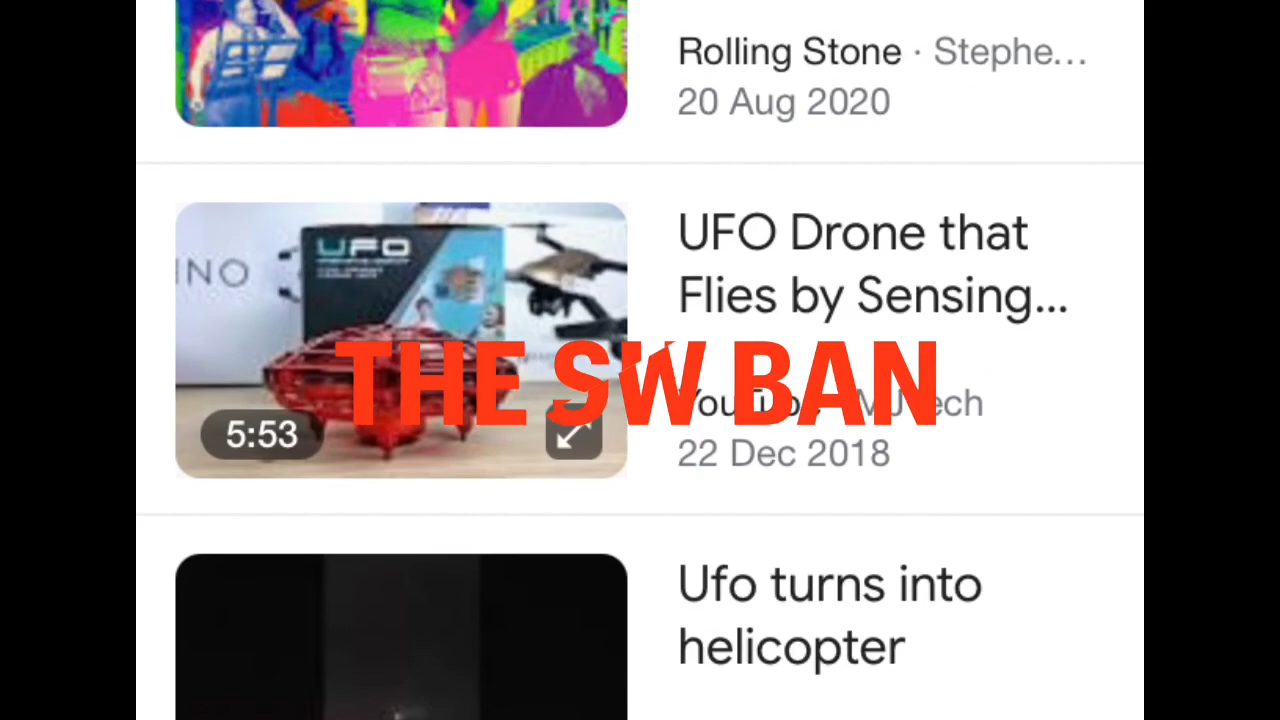 Rolling Stone · Stephe...
20 Aug 2020
UFO
INO
UFO Drone that
Flies by Sensing...
THE SW BAN
5:53
22 Dec 2018
Ufo turns into
helicopter